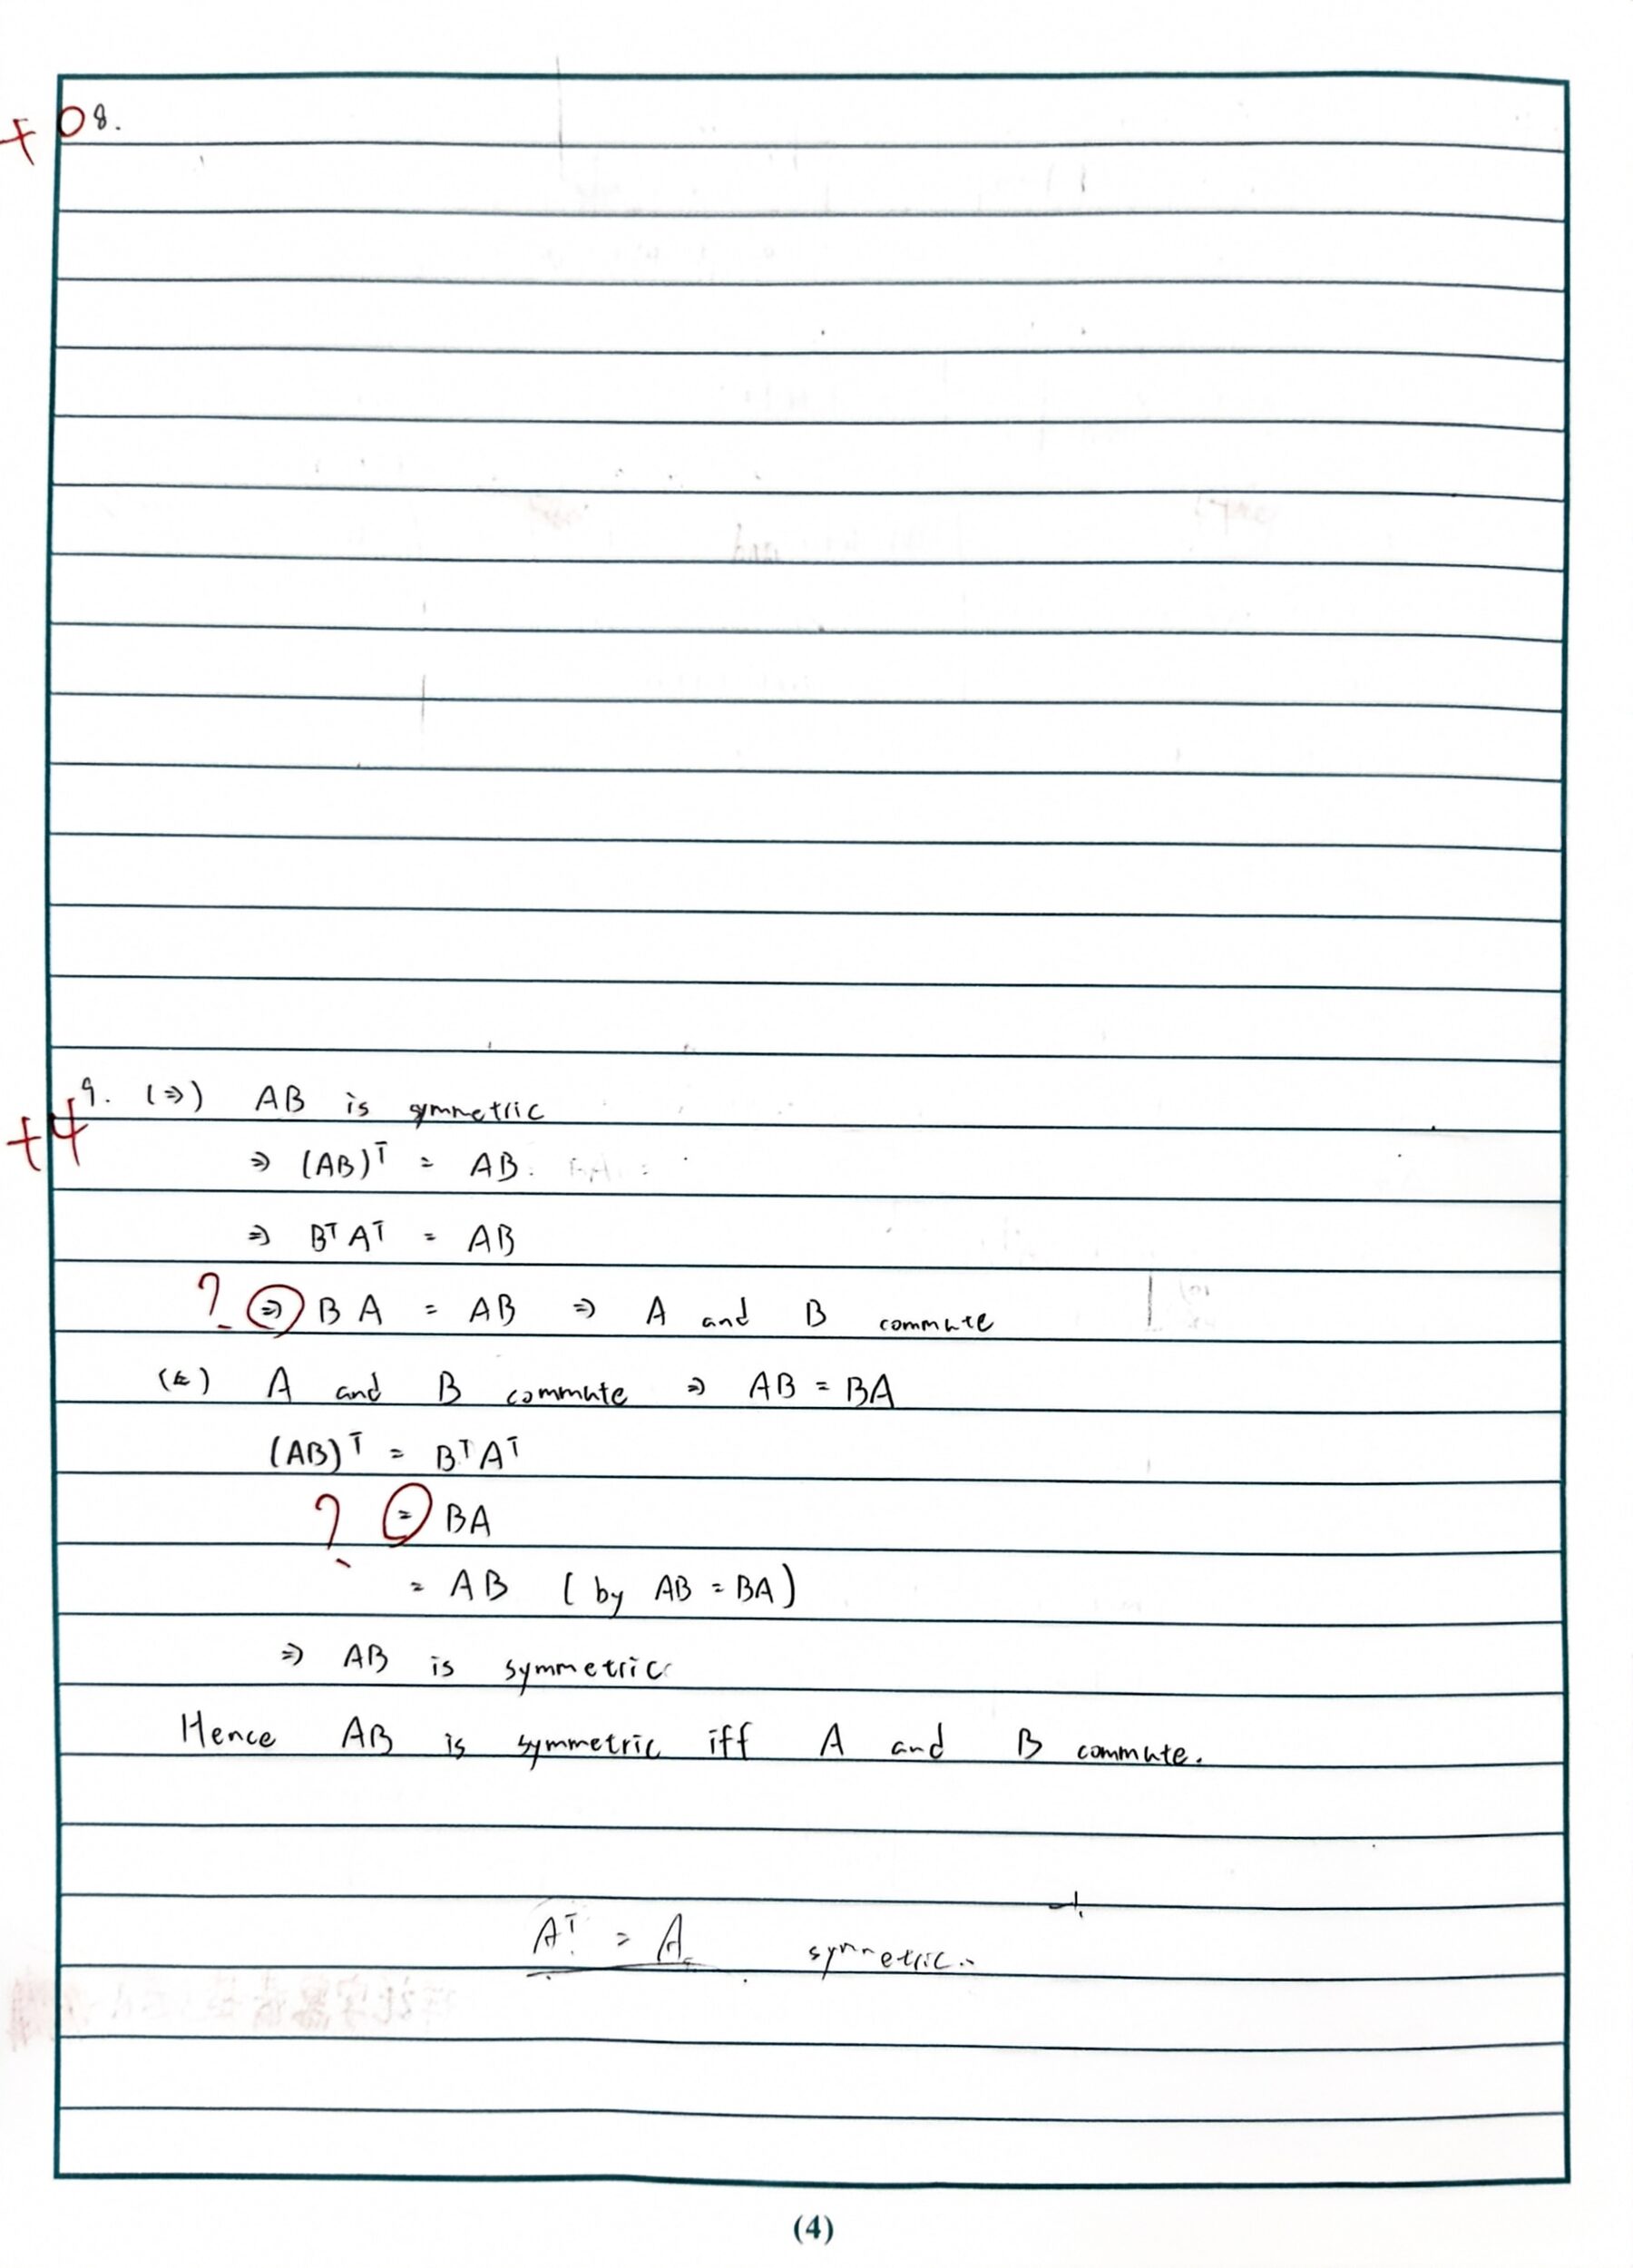 +0 8.
+4 9. (⇒) AB is symmetric
⇒ (AB)ᵀ = AB.
⇒ BᵀAᵀ = AB
? ⇒ BA = AB ⇒ A and B commute
(⇐) A and B commute ⇒ AB = BA
(AB)ᵀ = BᵀAᵀ
? = BA
= AB (by AB = BA)
⇒ AB is symmetric
Hence AB is symmetric iff A and B commute.
Aᵀ = A symmetric.
(4)